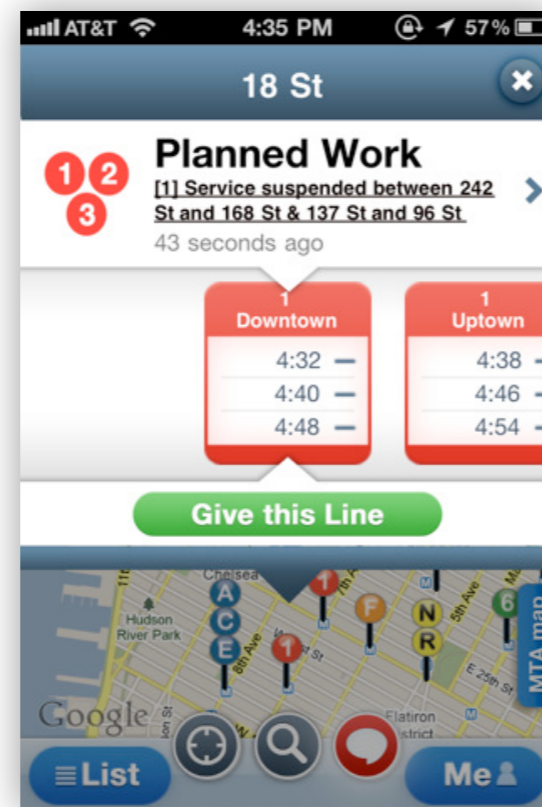 AT&T 4:35 PM 57%
18 St
1 2
3
Planned Work
[1] Service suspended between 242
St and 168 St & 137 St and 96 St
43 seconds ago
1
Downtown
4:32 —
4:40 —
4:48 —
1
Uptown
4:38
4:46
4:54
Give this Line
Chelsea
A
C
E
1
1
F
N
R
6
M
Hudson
River Park
8th Ave
5th Ave
E 25th St
Flatiron
MTA map
Google
List
Me